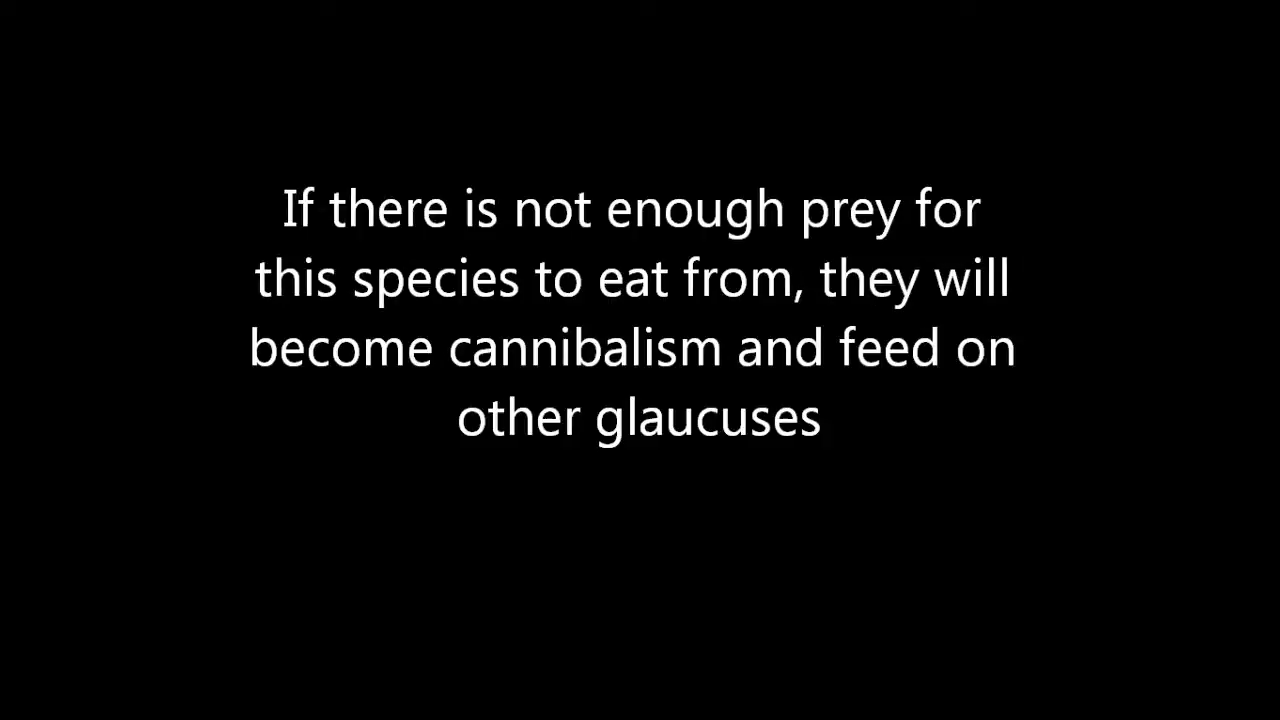 If there is not enough prey for
this species to eat from, they will
become cannibalism and feed on
other glaucuses